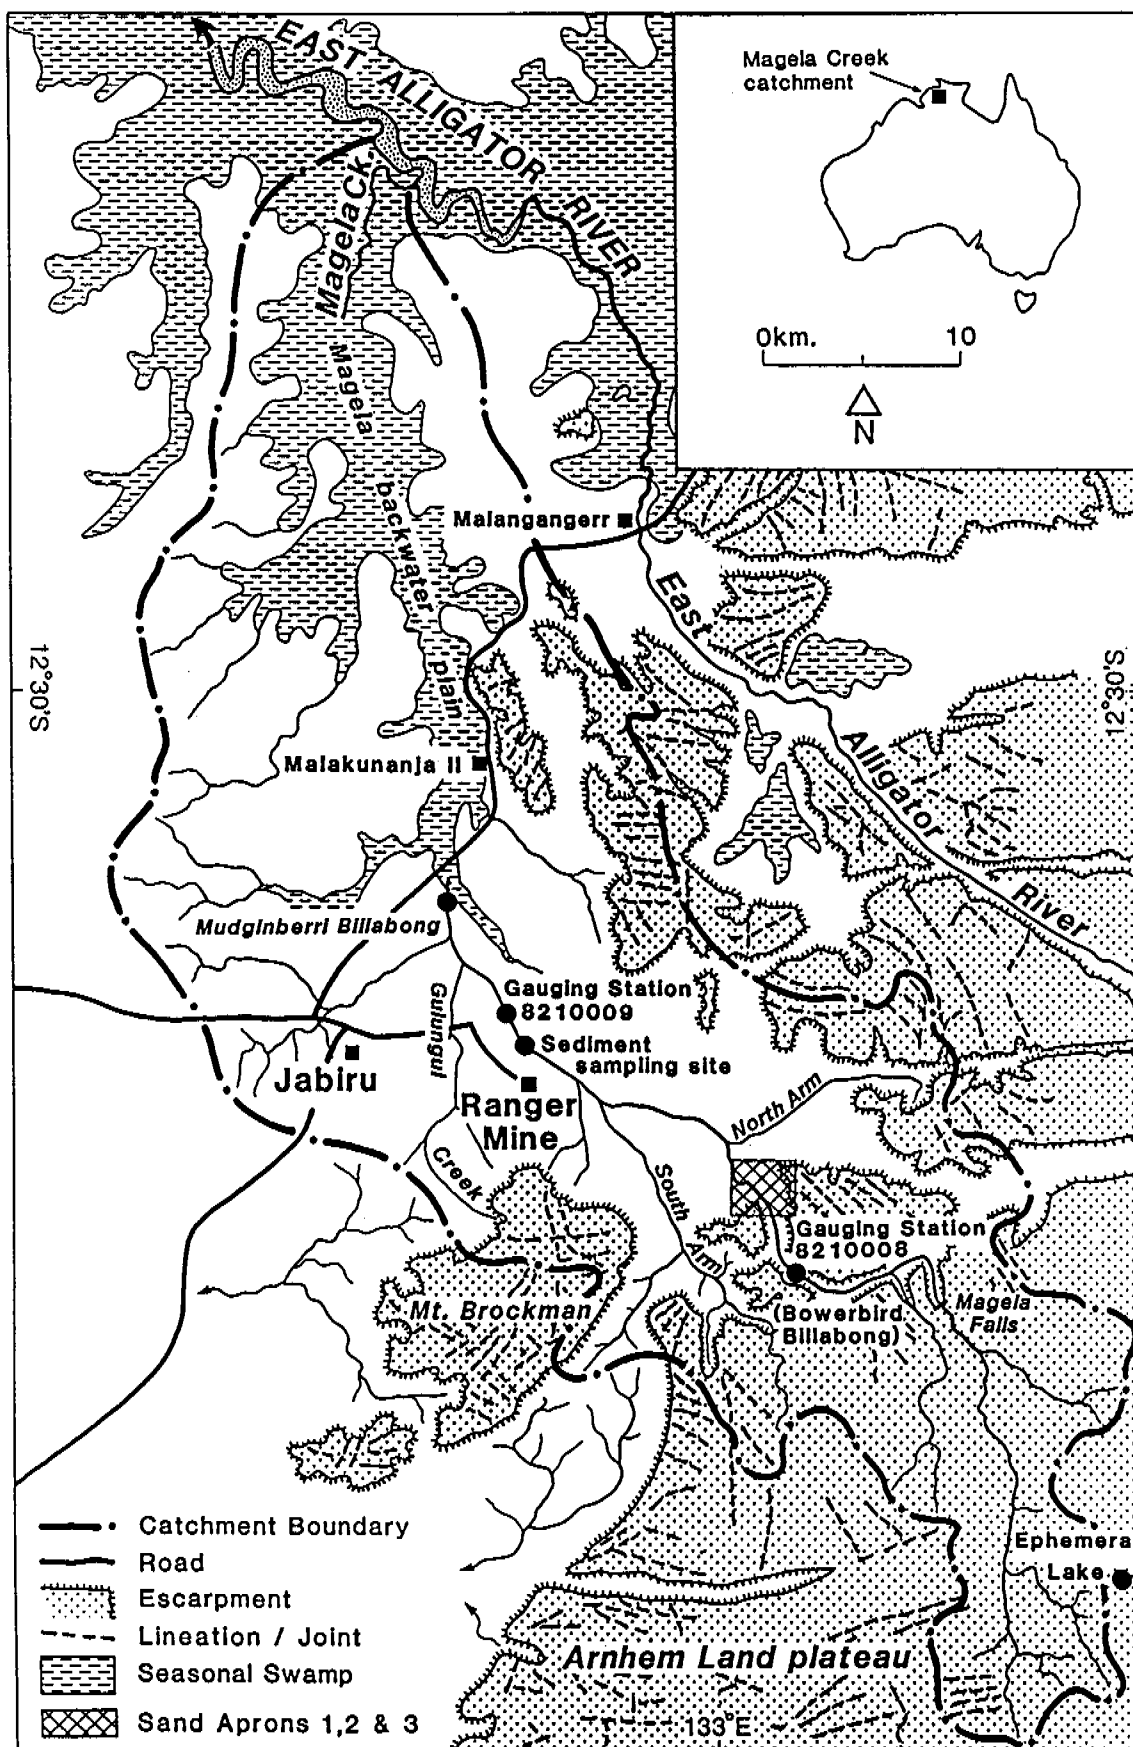 EAST ALLIGATOR RIVER
Magela Creek
catchment
0km. 10
N
Magela Ck.
Magela backwater plain
Malangangerr
East Alligator River
12°30'S
12°30'S
Malakunanja II
Mudginberri Billabong
Gulungul Creek
Gauging Station
8210009
Sediment
sampling site
Jabiru
Ranger
Mine
North Arm
South Arm
Gauging Station
8210008
(Bowerbird
Billabong)
Magela
Falls
Mt. Brockman
Ephemeral
Lake
Arnhem Land plateau
133°E
Catchment Boundary
Road
Escarpment
Lineation / Joint
Seasonal Swamp
Sand Aprons 1,2 & 3